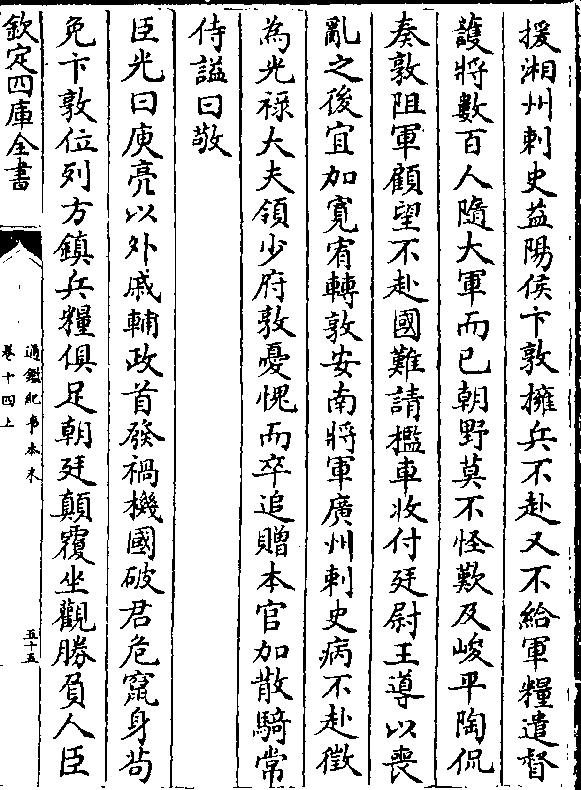 援湘州刺史益陽侯卞敦擁兵不赴又不給軍糧遣督
護將數百人隨大軍而已朝野莫不怪歎及峻平陶侃
奏敦阻軍顧望不赴國難請檻車收付廷尉王導以喪
亂之後宜加寛宥轉敦安南將軍廣州刺史病不赴徵
為光禄大夫領少府敦憂愧而卒追贈本官加散騎常
侍謚曰敬
臣光曰庾亮以外戚輔政首發禍機國破君危竄身茍
免卞敦位列方鎮兵糧俱足朝廷顛覆坐觀勝負人臣
欽定四庫全書
通鑑紀事本末
卷十四上
五十五